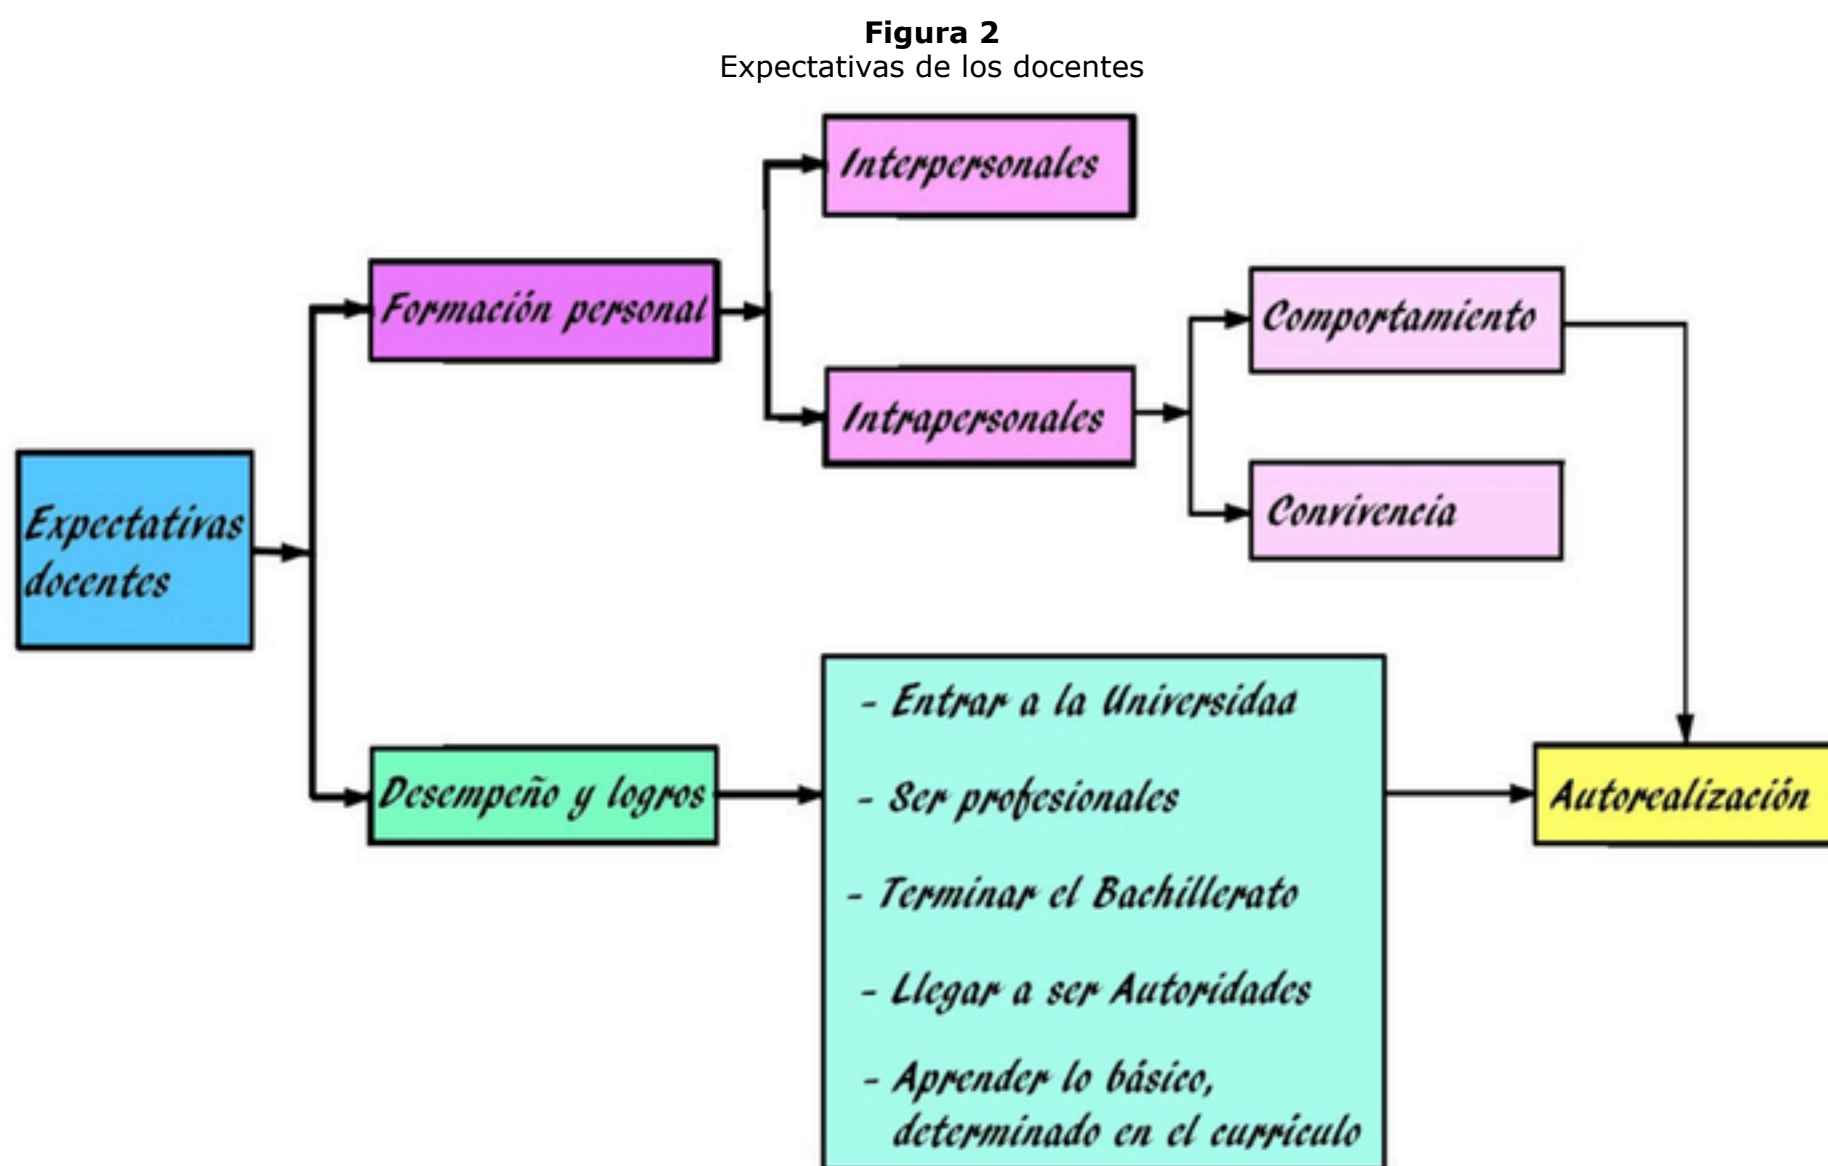 Figura 2
Expectativas de los docentes
Interpersonales
Formación personal
Comportamiento
Intrapersonales
Convivencia
Expectativas
docentes
- Entrar a la Universidad
Desempeño y logros
- Ser profesionales
Autorealización
- Terminar el Bachillerato
- Llegar a ser Autoridades
- Aprender lo básico,
determinado en el currículo